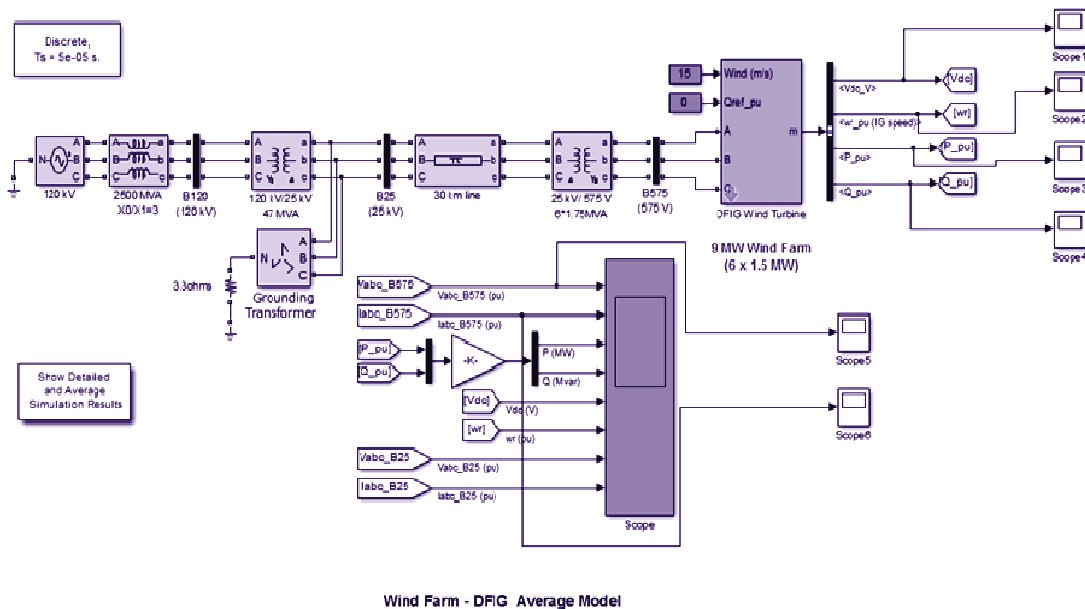 Discrete,
Ts = 5e-05 s.
N
A
B
C
120 kV
A
B
C
a
b
c
2500 MVA
X0/X1=3
B120
(120 kV)
A
B
C
a
b
c
120 kV/25 kV
47 MVA
B25
(25 kV)
A
B
C
a
b
c
30 km line
A
B
C
a
b
c
25 kV/ 575 V
6*1.75MVA
B575
(575 V)
15
0
Wind (m/s)
Qref_pu
A
B
C
m
DFIG Wind Turbine
9 MW Wind Farm
(6 x 1.5 MW)
<Vdc_V>
<wr_pu (IG speed)>
<P_pu>
<Q_pu>
[Vdc]
[wr]
[P_pu]
[Q_pu]
Scope1
Scope2
Scope3
Scope4
N
A
B
C
3.3ohms
Grounding
Transformer
Show Detailed
and Average
Simulation Results
Vabc_B575
Vabc_B575 (pu)
Iabc_B575
Iabc_B575 (pu)
[P_pu]
[Q_pu]
-K-
P (MW)
Q (Mvar)
[Vdc]
Vdc (V)
[wr]
wr (pu)
Vabc_B25
Vabc_B25 (pu)
Iabc_B25
Iabc_B25 (pu)
Scope
Scope5
Scope6
Wind Farm - DFIG Average Model